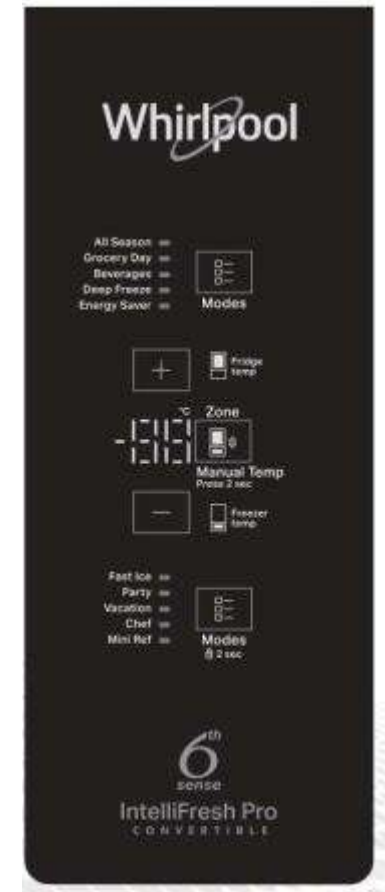 Whirlpool
All Season
Grocery Day
Beverages
Deep Freeze
Energy Saver
Modes
+
Fridge
temp
°C
Zone
-88
Manual Temp
Press 2 sec
−
Freezer
temp
Fast Ice
Party
Vacation
Chef
Mini Ref
Modes
2 sec
6th
sense
IntelliFresh Pro
CONVERTIBLE